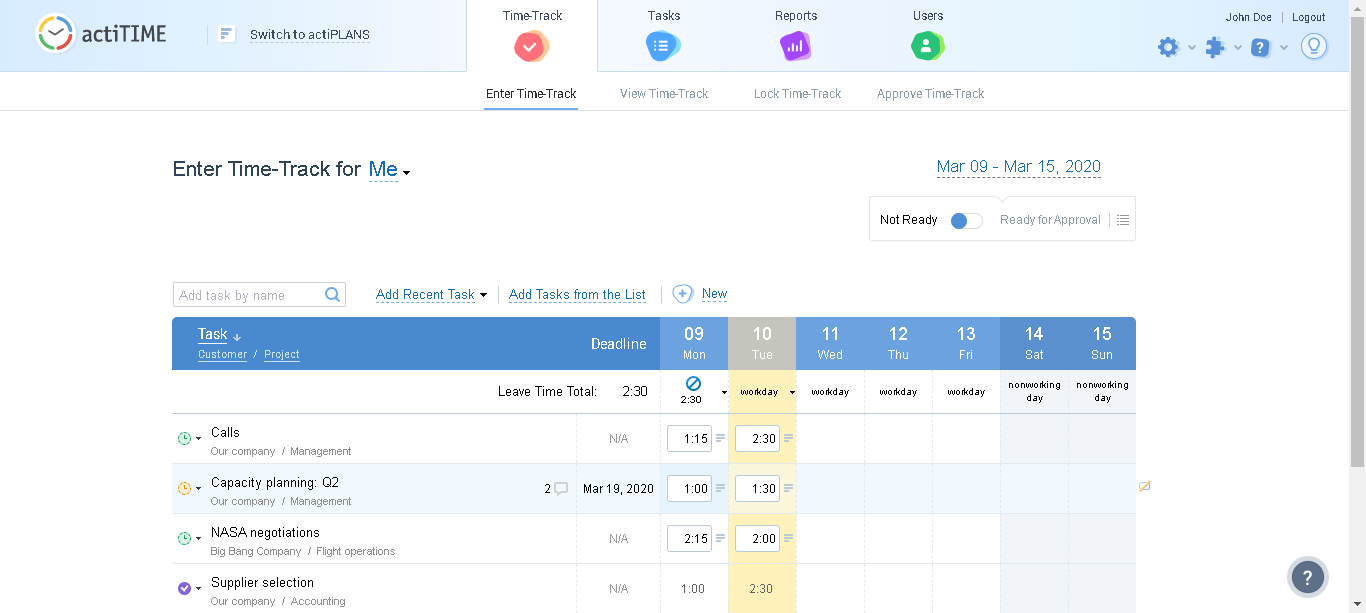 actiTIME
Switch to actiPLANS
Time-Track
Tasks
Reports
Users
John Doe
Logout
?
Enter Time-Track
View Time-Track
Lock Time-Track
Approve Time-Track
Enter Time-Track for Me
Mar 09 - Mar 15, 2020
Not Ready
Ready for Approval
Add task by name
Add Recent Task
Add Tasks from the List
New
Task ↓
Customer / Project
Deadline
09
Mon
10
Tue
11
Wed
12
Thu
13
Fri
14
Sat
15
Sun
Leave Time Total: 2:30
2:30
workday
workday
workday
workday
nonworking
day
nonworking
day
Calls
Our company / Management
N/A
1:15
2:30
Capacity planning: Q2
Our company / Management
2
Mar 19, 2020
1:00
1:30
NASA negotiations
Big Bang Company / Flight operations
N/A
2:15
2:00
Supplier selection
Our company / Accounting
N/A
1:00
2:30
?